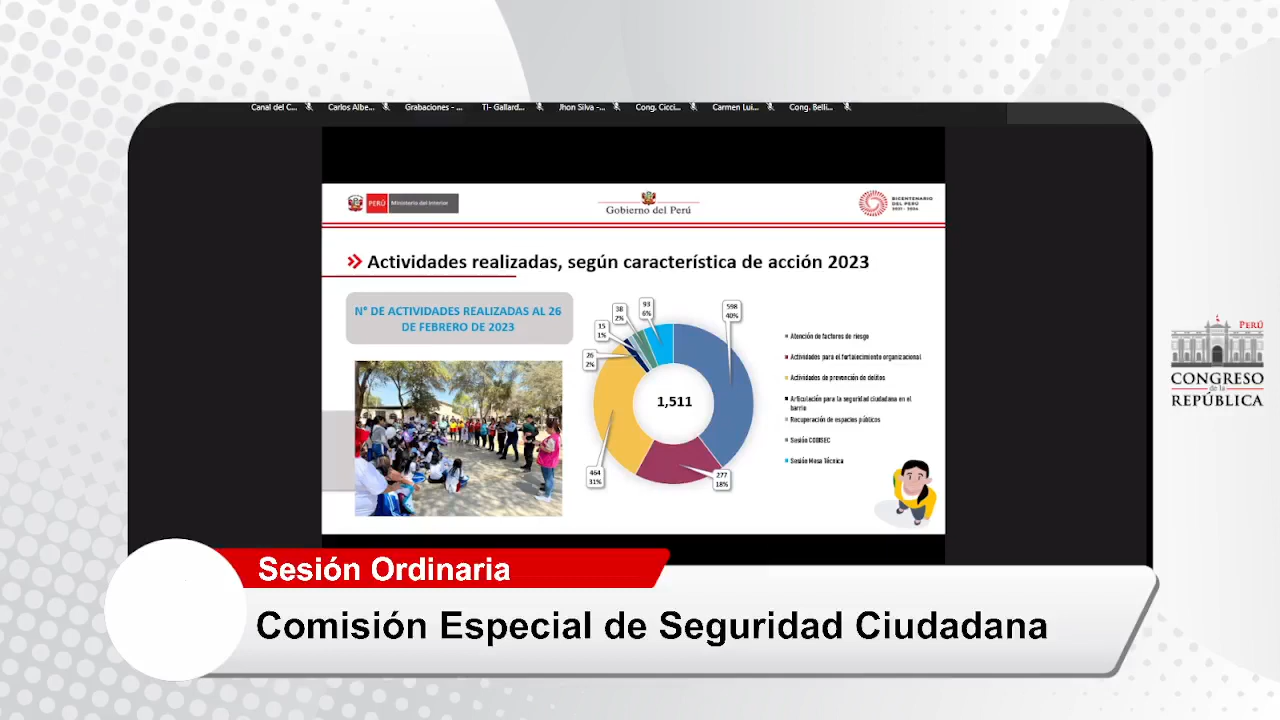 Canal del C...
Carlos Albe...
Grabaciones - ...
TI- Gallard...
Jhon Silva -...
Cong. Cicci...
Carmen Lui...
Cong. Belli...
PERÚ
Ministerio del Interior
Gobierno del Perú
BICENTENARIO
DEL PERÚ
2021 - 2024
Actividades realizadas, según característica de acción 2023
N° DE ACTIVIDADES REALIZADAS AL 26
DE FEBRERO DE 2023
598
40%
277
18%
464
31%
26
2%
15
1%
38
2%
93
6%
1,511
Atención de factores de riesgo
Actividades para el fortalecimiento organizacional
Actividades de prevención de delitos
Articulación para la seguridad ciudadana en el
barrio
Recuperación de espacios públicos
Sesión CODISEC
Sesión Mesa Técnica
PERÚ
CONGRESO
de la
REPÚBLICA
Sesión Ordinaria
Comisión Especial de Seguridad Ciudadana